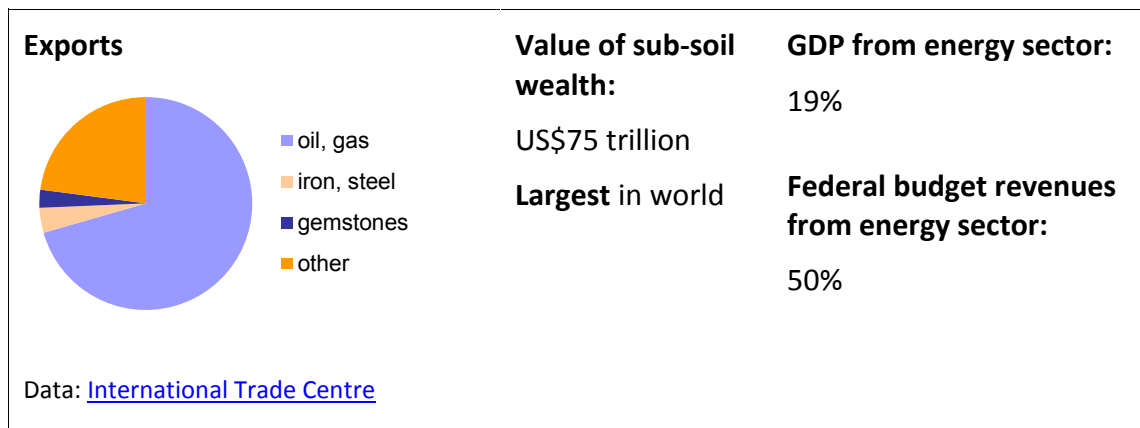 Exports
oil, gas
iron, steel
gemstones
other
Data: International Trade Centre
Value of sub-soil
wealth:
US$75 trillion
Largest in world
GDP from energy sector:
19%
Federal budget revenues
from energy sector:
50%